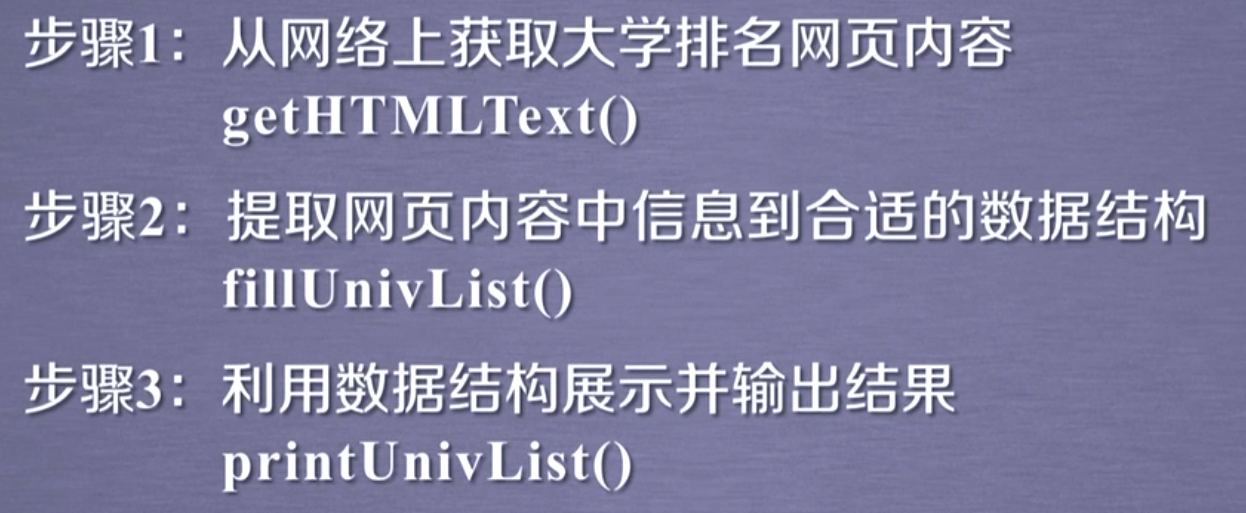 步骤1：从网络上获取大学排名网页内容
getHTMLText()
步骤2：提取网页内容中信息到合适的数据结构
fillUnivList()
步骤3：利用数据结构展示并输出结果
printUnivList()